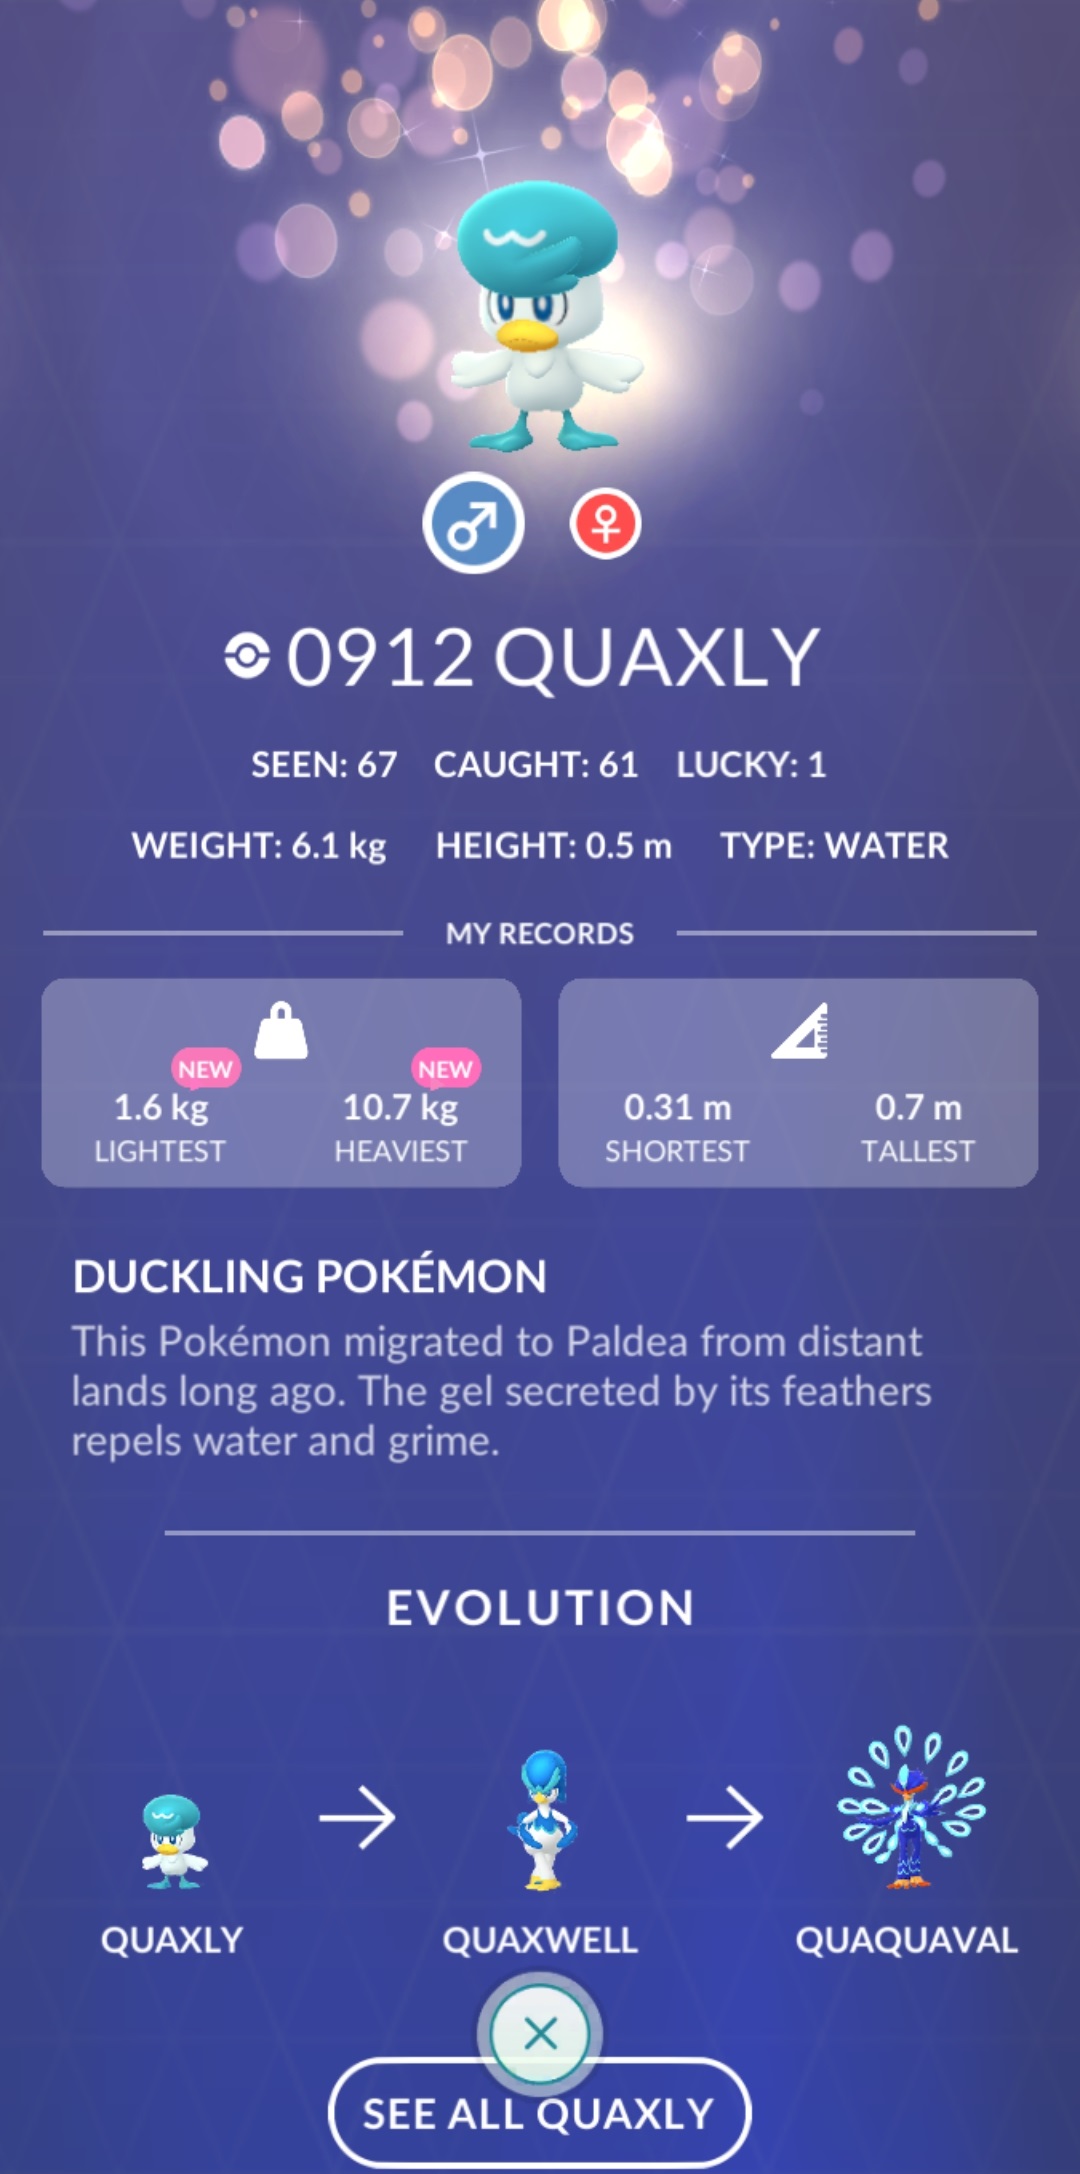 0912 QUAXLY
SEEN: 67 CAUGHT: 61 LUCKY: 1
WEIGHT: 6.1 kg HEIGHT: 0.5 m TYPE: WATER
MY RECORDS
NEW NEW
1.6 kg 10.7 kg 0.31 m 0.7 m
LIGHTEST HEAVIEST SHORTEST TALLEST
DUCKLING POKÉMON
This Pokémon migrated to Paldea from distant
lands long ago. The gel secreted by its feathers
repels water and grime.
EVOLUTION
QUAXLY QUAXWELL QUAQUAVAL
SEE ALL QUAXLY